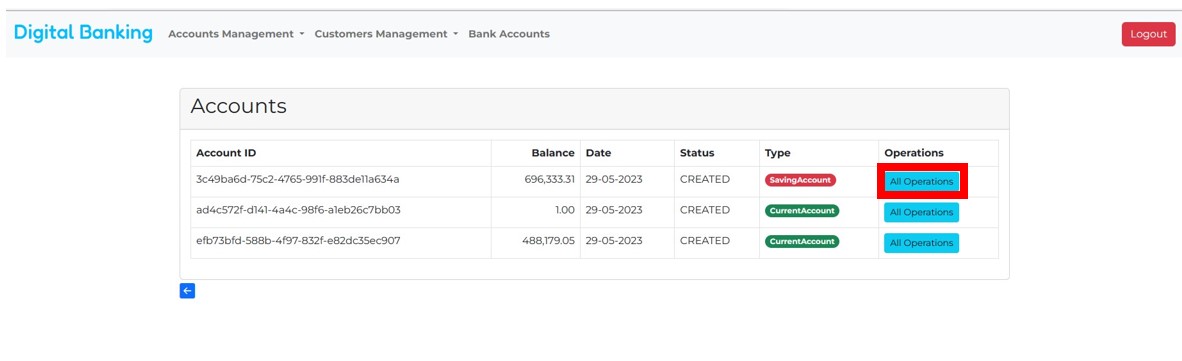 Digital Banking Accounts Management Customers Management Bank Accounts Logout
Accounts
Account ID Balance Date Status Type Operations
3c49ba6d-75c2-4765-991f-883de11a634a 696,333.31 29-05-2023 CREATED SavingAccount All Operations
ad4c572f-d141-4a4c-98f6-a1eb26c7bb03 1.00 29-05-2023 CREATED CurrentAccount All Operations
efb73bfd-588b-4f97-832f-e82dc35ec907 488,179.05 29-05-2023 CREATED CurrentAccount All Operations